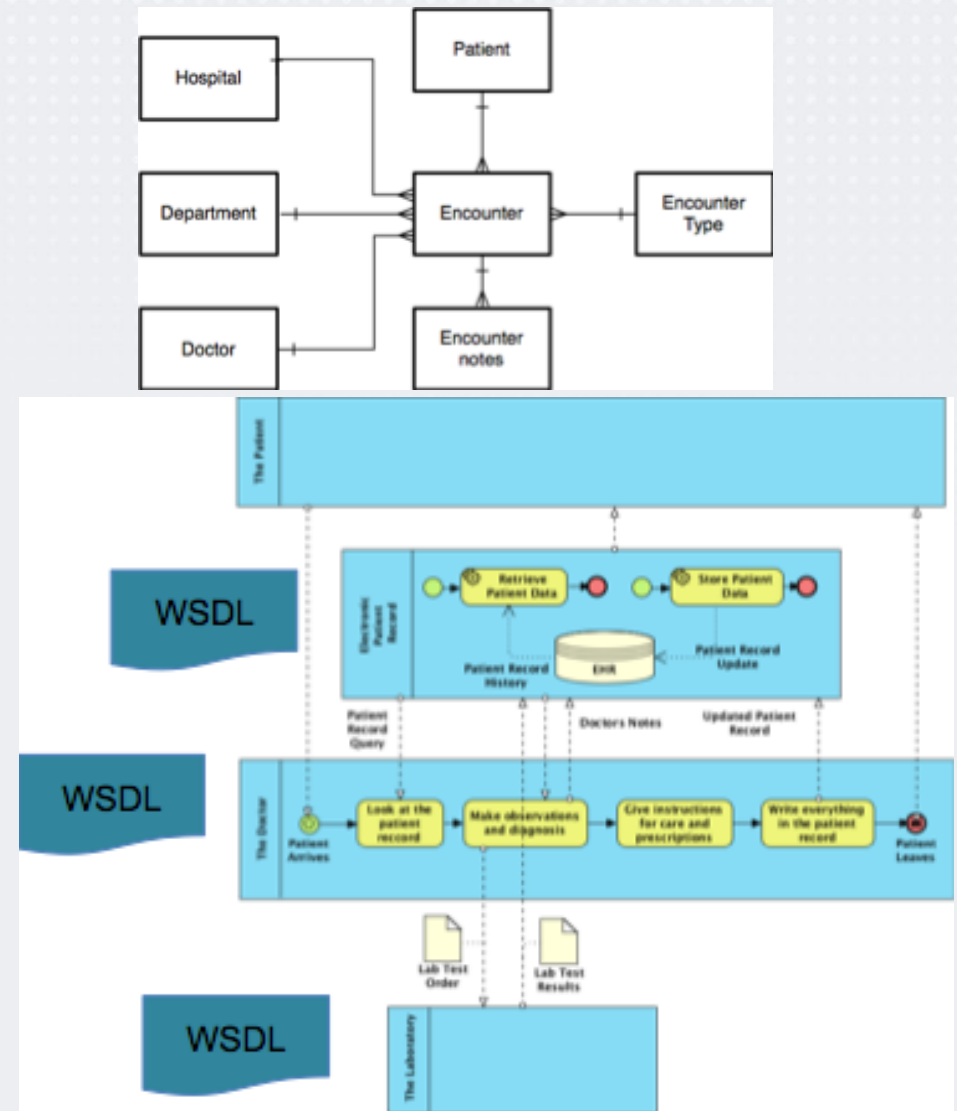 Hospital
Patient
Department
Encounter
Encounter
Type
Doctor
Encounter
notes
The Patient
WSDL
Electronic
Patient
Record
Retrieve
Patient Data
Store Patient
Data
EHR
Patient Record
History
Patient Record
Update
Patient
Record
Query
Doctors Notes
Updated Patient
Record
WSDL
The Doctor
Patient
Arrives
Look at the
patient
reccord
Make observations
and diagnosis
Give instructions
for care and
prescriptions
Write everything
in the patient
record
Patient
Leaves
Lab Test
Order
Lab Test
Results
WSDL
The Laboratory